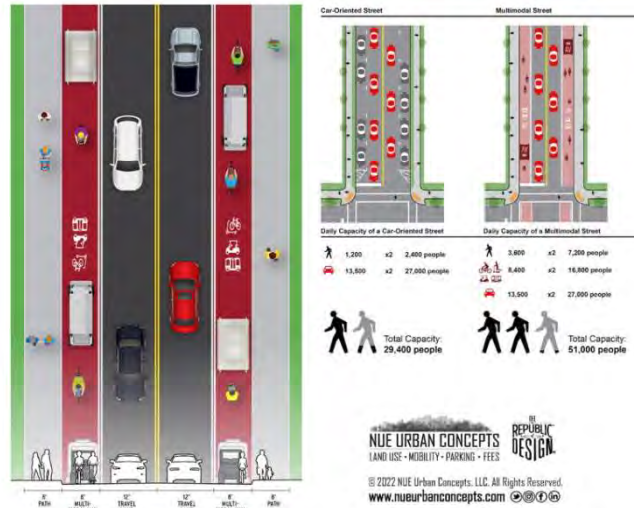 Car-Oriented Street
Multimodal Street
Daily Capacity of a Car-Oriented Street
1,200 x2 2,400 people
13,500 x2 27,000 people
Total Capacity:
29,400 people
Daily Capacity of a Multimodal Street
3,600 x2 7,200 people
8,400 x2 16,800 people
13,500 x2 27,000 people
Total Capacity:
51,000 people
8' 8' 12' 12' 8' 8'
PATH MULTI- TRAVEL TRAVEL MULTI- PATH
NUE URBAN CONCEPTS
LAND USE • MOBILITY • PARKING • FEES
REPUBLIC
DESIGN
© 2022 NUE Urban Concepts, LLC. All Rights Reserved.
www.nueurbanconcepts.com